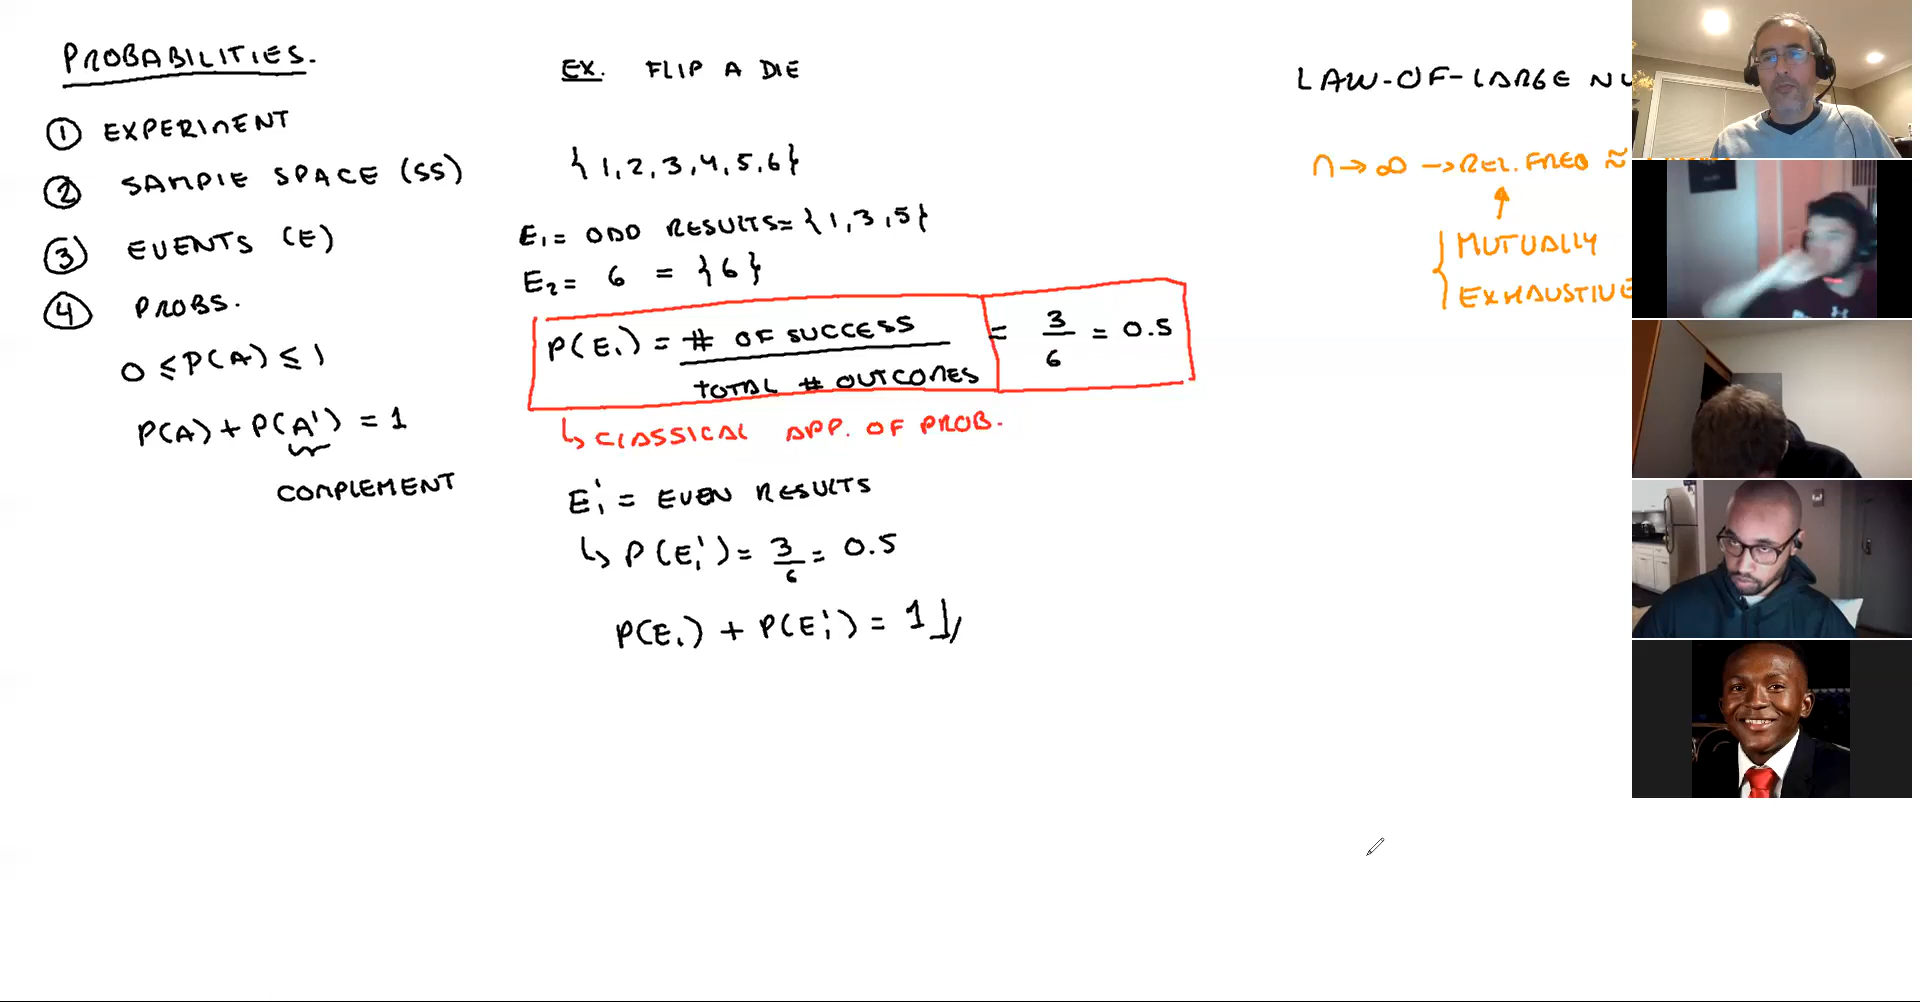 PROBABILITIES.
① EXPERIMENT
② SAMPLE SPACE (SS)
③ EVENTS (E)
④ PROBS.
0 ≤ P(A) ≤ 1
P(A) + P(A') = 1
COMPLEMENT
EX. FLIP A DIE
{1, 2, 3, 4, 5, 6}
E₁ = ODD RESULTS = {1, 3, 5}
E₂ = 6 = {6}
P(E₁) = # OF SUCCESS / TOTAL # OUTCOMES = 3/6 = 0.5
↳ CLASSICAL APP. OF PROB.
E₁' = EVEN RESULTS
↳ P(E₁') = 3/6 = 0.5
P(E₁) + P(E₁') = 1
LAW-OF-LARGE NU
n → ∞ → REL. FREQ ≈
↑
{ MUTUALLY
EXHAUSTIVE